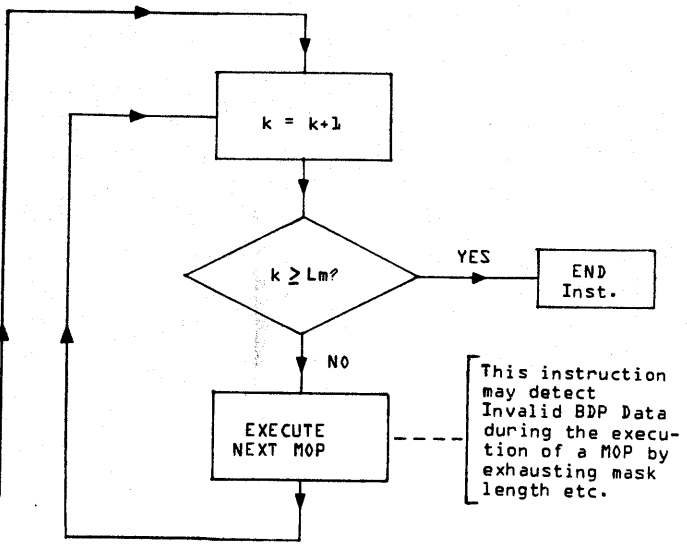 k = k+1
k ≥ Lm?
YES
END
Inst.
NO
EXECUTE
NEXT MOP
This instruction
may detect
Invalid BDP Data
during the execu-
tion of a MOP by
exhausting mask
length etc.